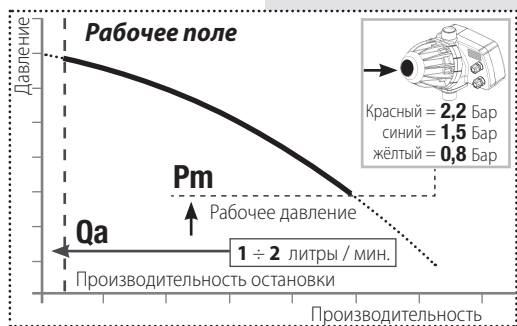 Рабочее поле
Давление
Красный = 2,2 Бар
синий = 1,5 Бар
жёлтый = 0,8 Бар
Pm
Рабочее давление
Qa
1 ÷ 2 литры / мин.
Производительность остановки
Производительность